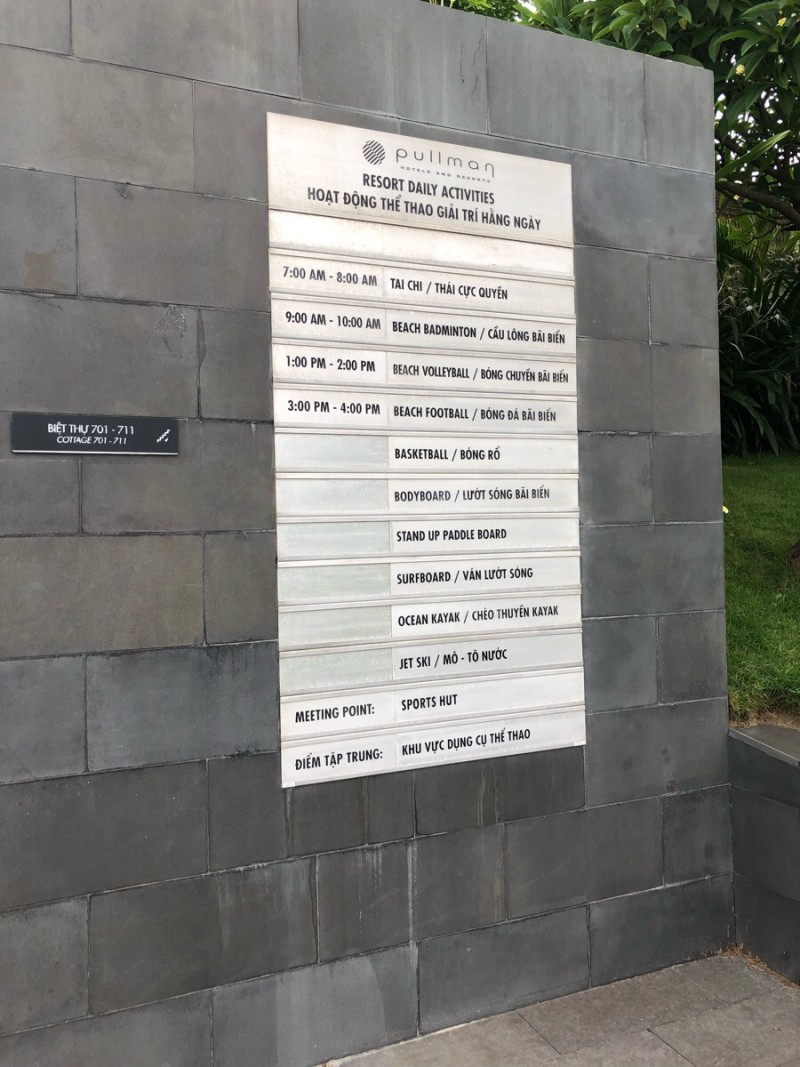 pullman
HOTELS AND RESORTS
RESORT DAILY ACTIVITIES
HOẠT ĐỘNG THỂ THAO GIẢI TRÍ HẰNG NGÀY
7:00 AM - 8:00 AM TAI CHI / THÁI CỰC QUYỀN
9:00 AM - 10:00 AM BEACH BADMINTON / CẦU LÔNG BÃI BIỂN
1:00 PM - 2:00 PM BEACH VOLLEYBALL / BÓNG CHUYỀN BÃI BIỂN
3:00 PM - 4:00 PM BEACH FOOTBALL / BÓNG ĐÁ BÃI BIỂN
BASKETBALL / BÓNG RỔ
BODYBOARD / LƯỚT SÓNG BÃI BIỂN
STAND UP PADDLE BOARD
SURFBOARD / VÁN LƯỚT SÓNG
OCEAN KAYAK / CHÈO THUYỀN KAYAK
JET SKI / MÔ - TÔ NƯỚC
MEETING POINT: SPORTS HUT
ĐIỂM TẬP TRUNG: KHU VỰC DỤNG CỤ THỂ THAO
BIỆT THỰ 701 - 711
COTTAGE 701 - 711